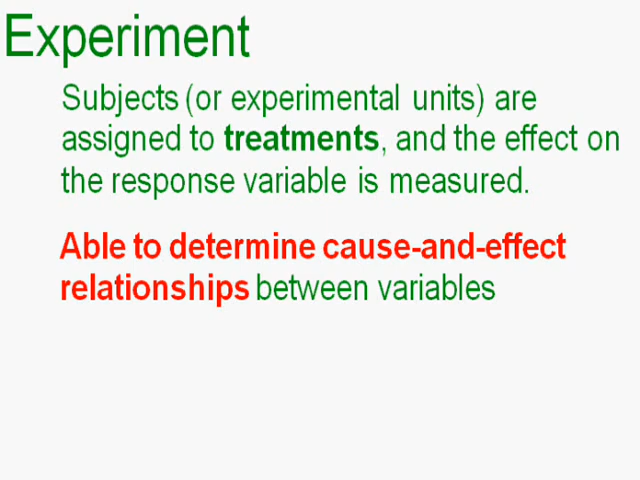 Experiment
Subjects (or experimental units) are
assigned to treatments, and the effect on
the response variable is measured.
Able to determine cause-and-effect
relationships between variables